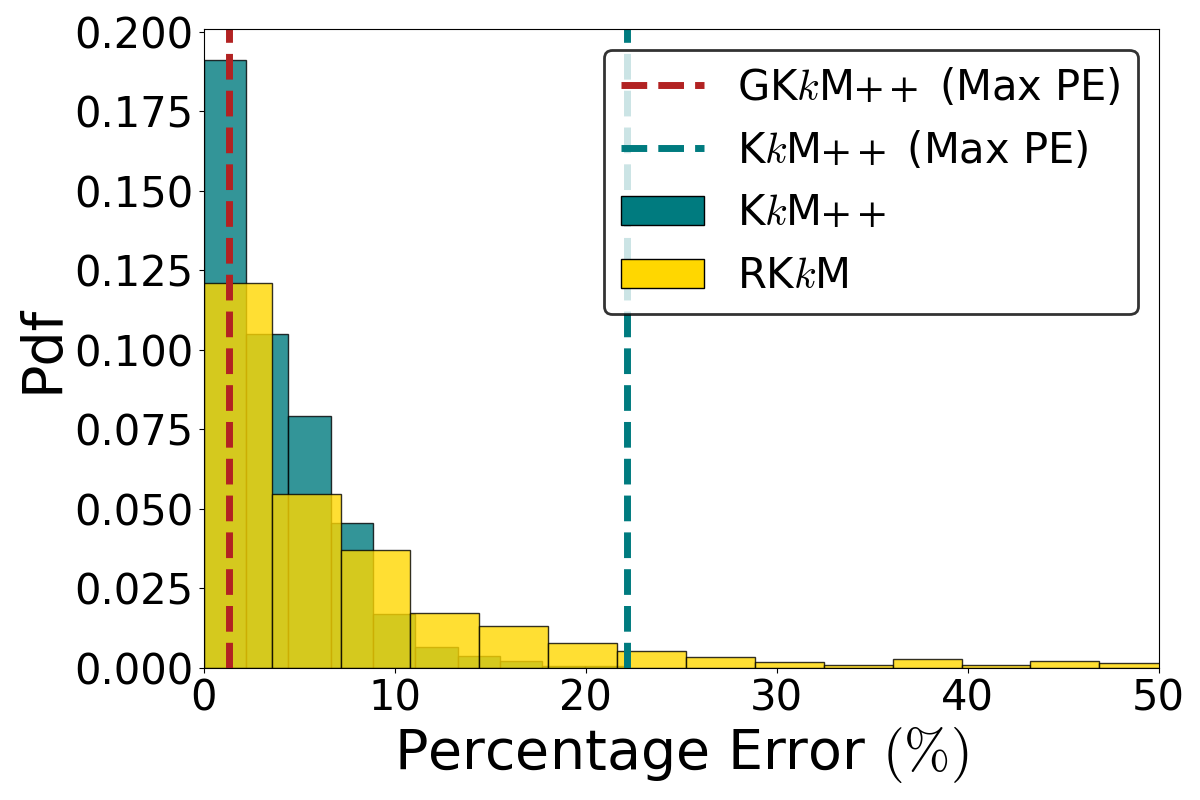 0.200
0.175
0.150
0.125
0.100
0.075
0.050
0.025
0.000
Pdf
GKkM++ (Max PE)
KkM++ (Max PE)
KkM++
RKkM
0 10 20 30 40 50
Percentage Error (%)